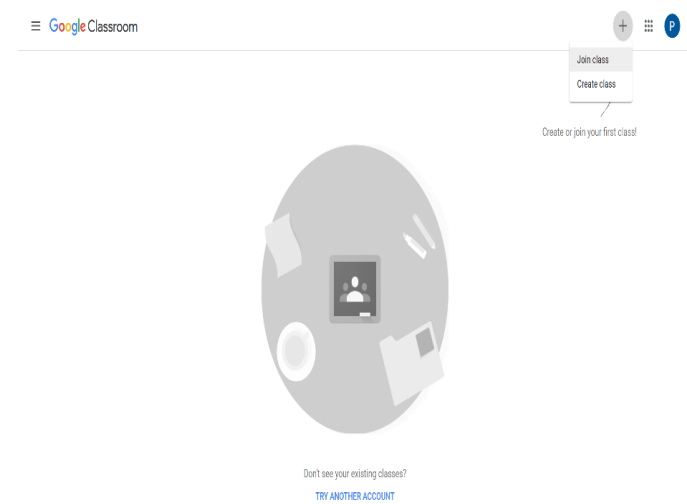 Google Classroom
P
Join class
Create class
Create or join your first class!
Don't see your existing classes?
TRY ANOTHER ACCOUNT